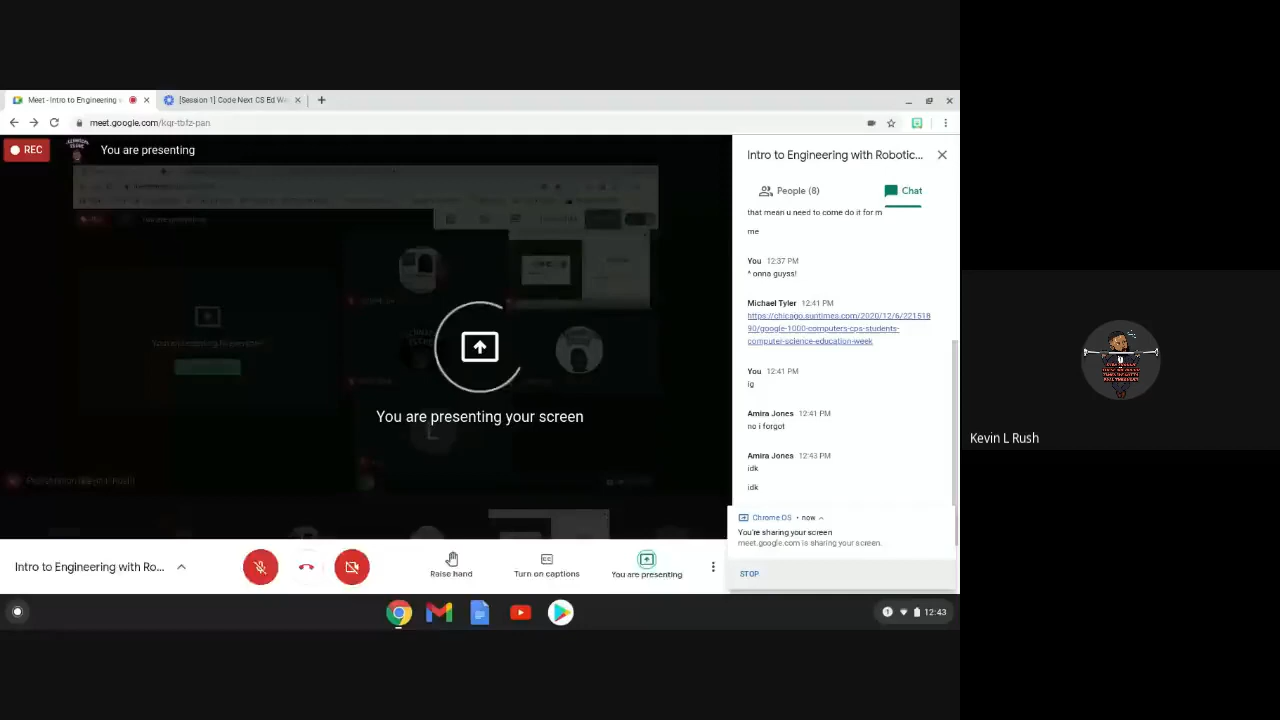 Meet - Intro to Engineering
[Session 1] Code Next CS Ed We
meet.google.com/kqr-tbfz-pan
REC
You are presenting
You are presenting your screen
Intro to Engineering with Robotic...
People (8)
Chat
that mean u need to come do it for m
me
You 12:37 PM
* onna guyss!
Michael Tyler 12:41 PM
https://chicago.suntimes.com/2020/12/6/221518
90/google-1000-computers-cps-students-
computer-science-education-week
You 12:41 PM
ig
Amira Jones 12:41 PM
no i forgot
Amira Jones 12:43 PM
idk
idk
Chrome OS • now
You're sharing your screen
meet.google.com is sharing your screen.
STOP
Intro to Engineering with Ro...
Raise hand
Turn on captions
You are presenting
12:43
Kevin L Rush